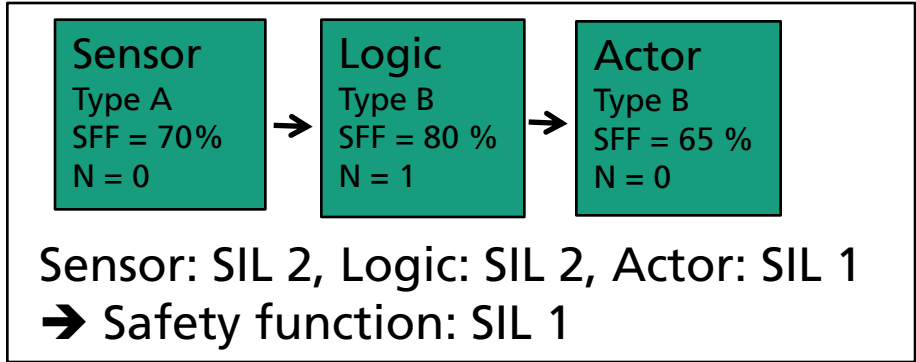 Sensor
Type A
SFF = 70%
N = 0
Logic
Type B
SFF = 80 %
N = 1
Actor
Type B
SFF = 65 %
N = 0
Sensor: SIL 2, Logic: SIL 2, Actor: SIL 1
➔ Safety function: SIL 1